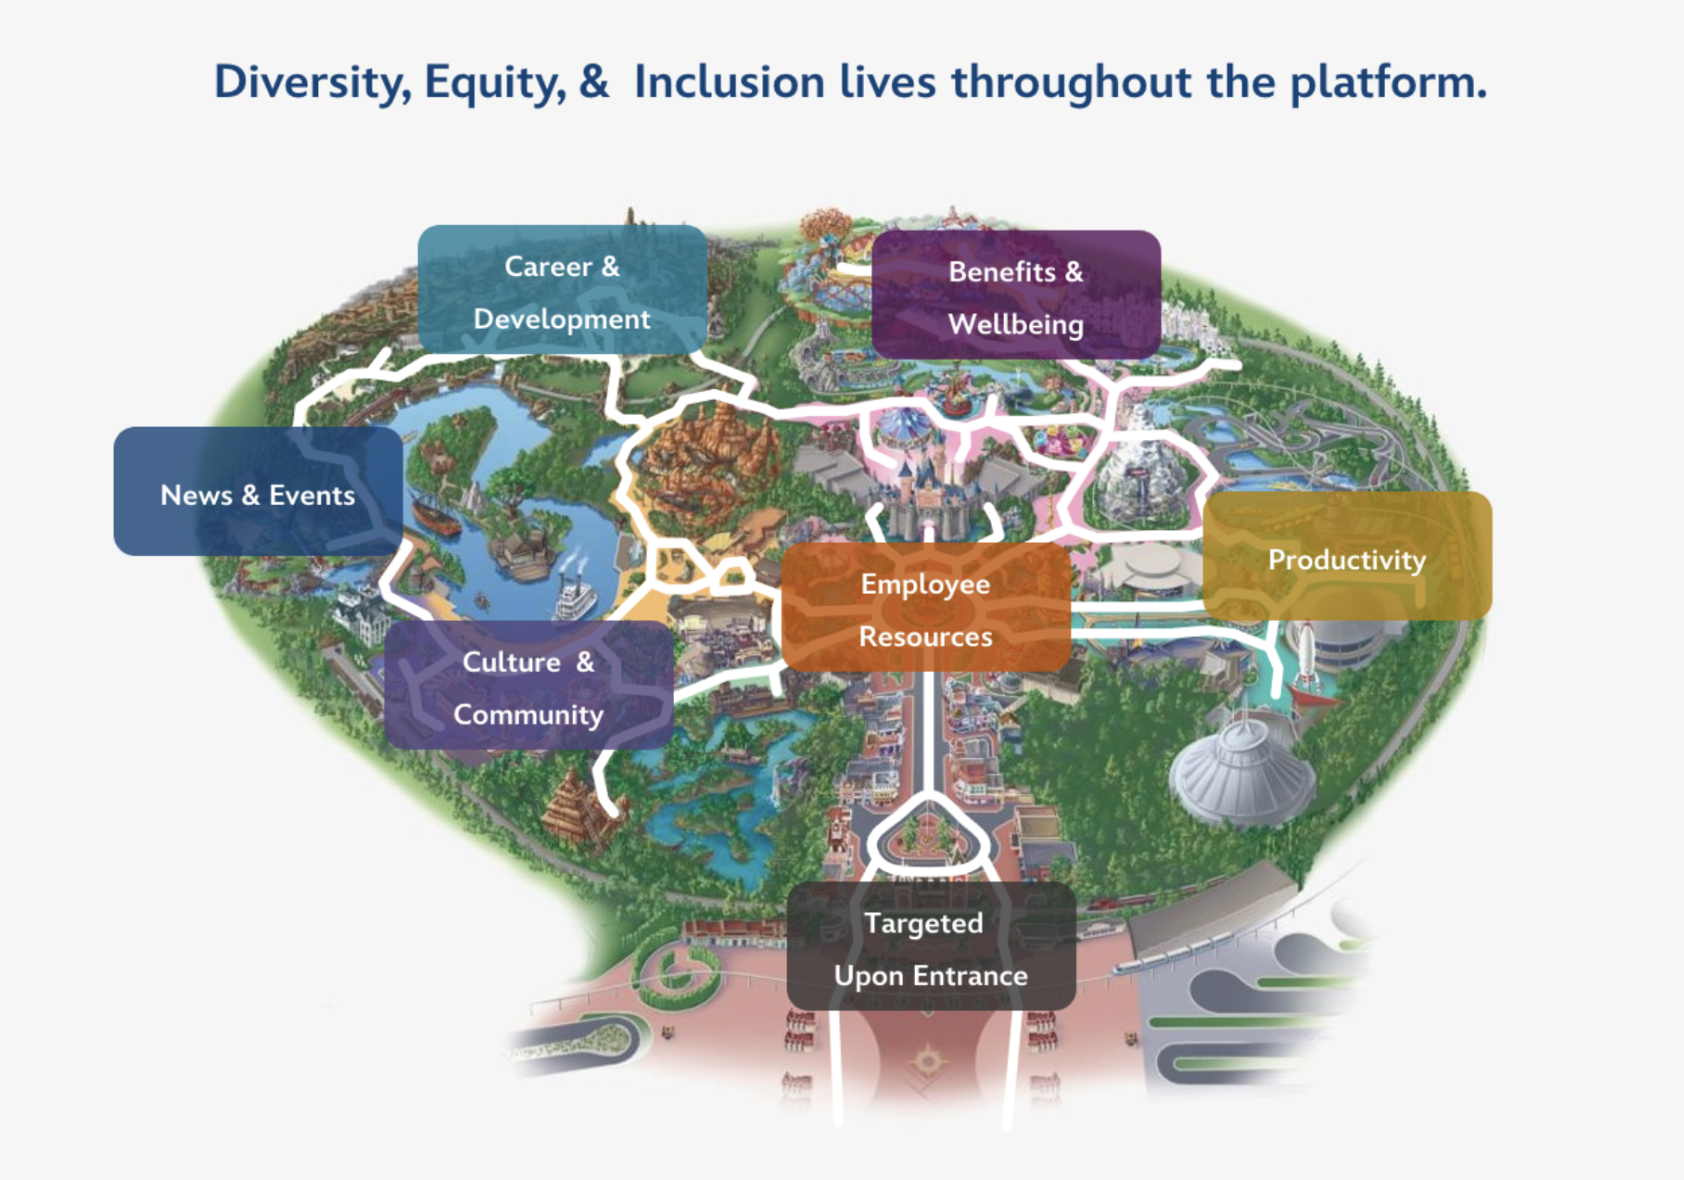 Diversity, Equity, & Inclusion lives throughout the platform.
Career &
Development
Benefits &
Wellbeing
News & Events
Productivity
Employee
Resources
Culture &
Community
Targeted
Upon Entrance